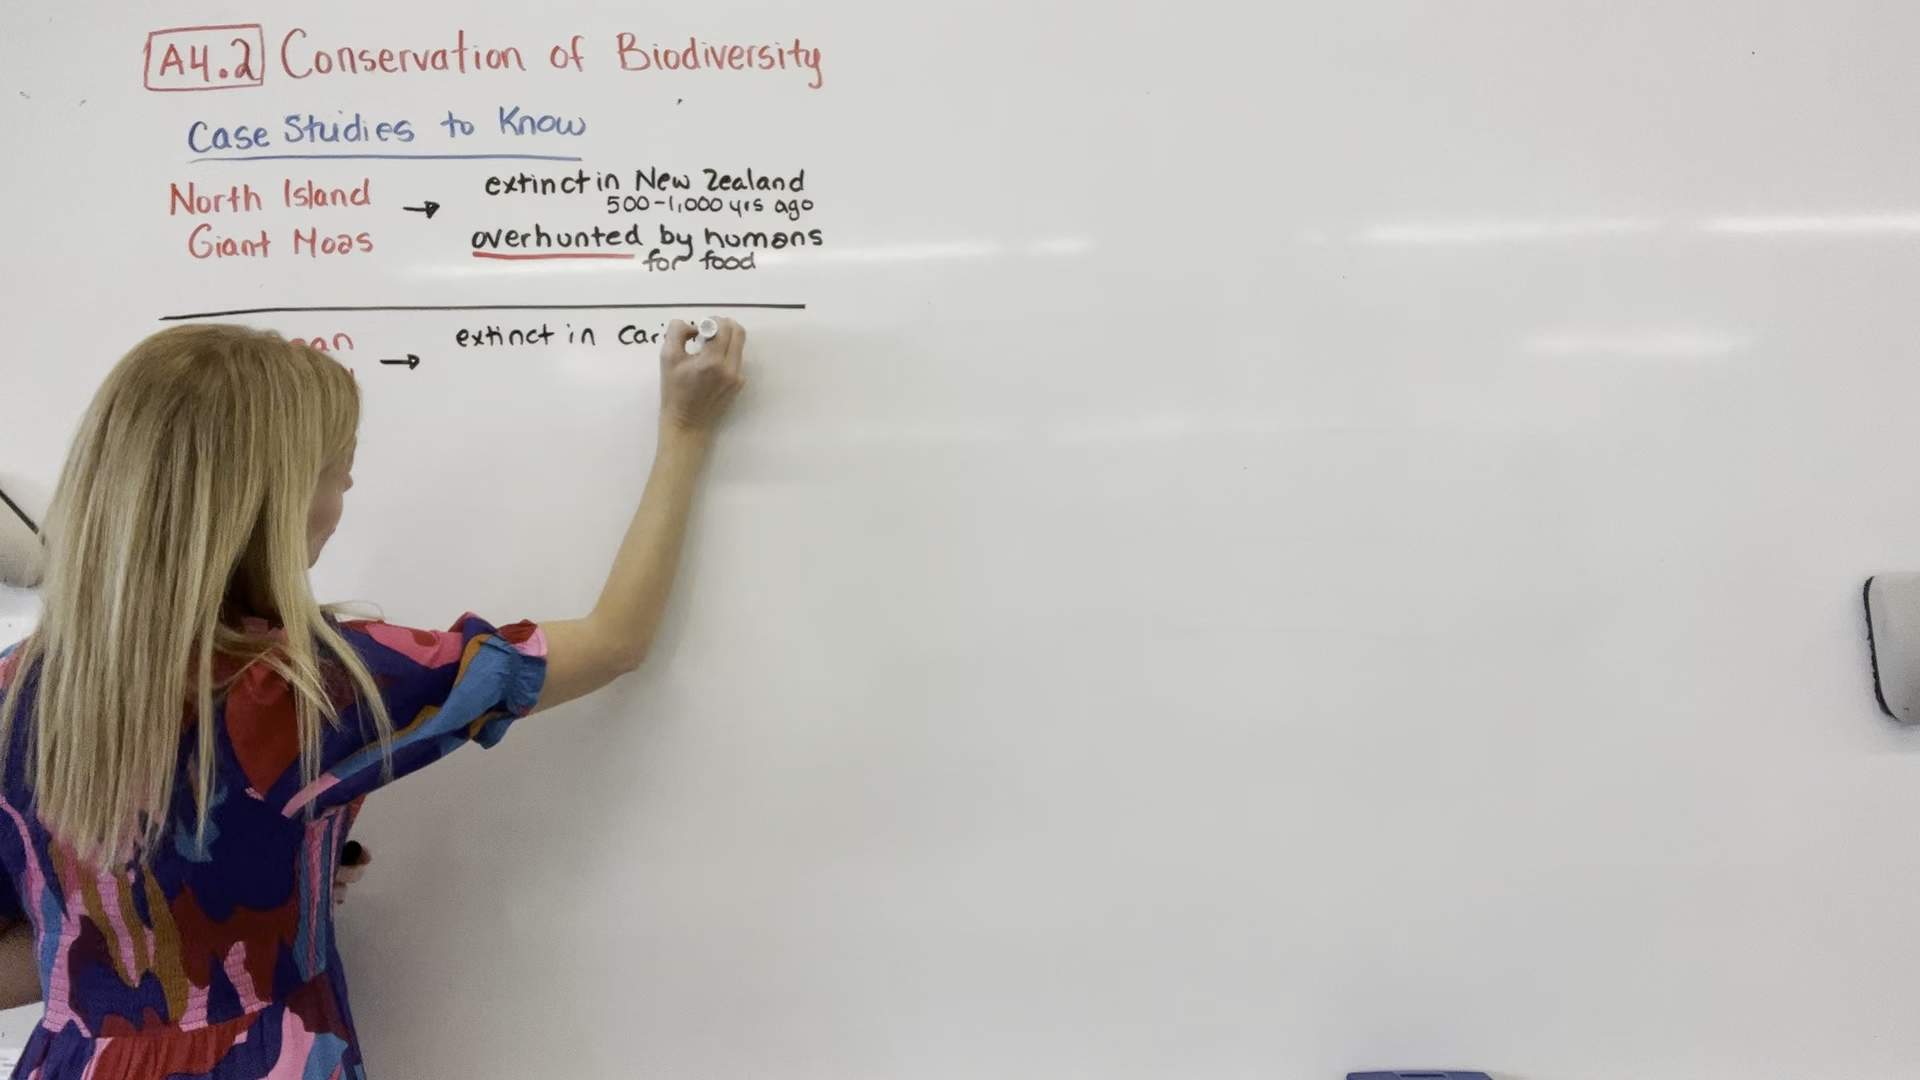 A4.2 Conservation of Biodiversity
Case Studies to Know
North Island
Giant Moas
→ extinct in New Zealand
500-1,000 yrs ago
overhunted by humans
for food
→ extinct in